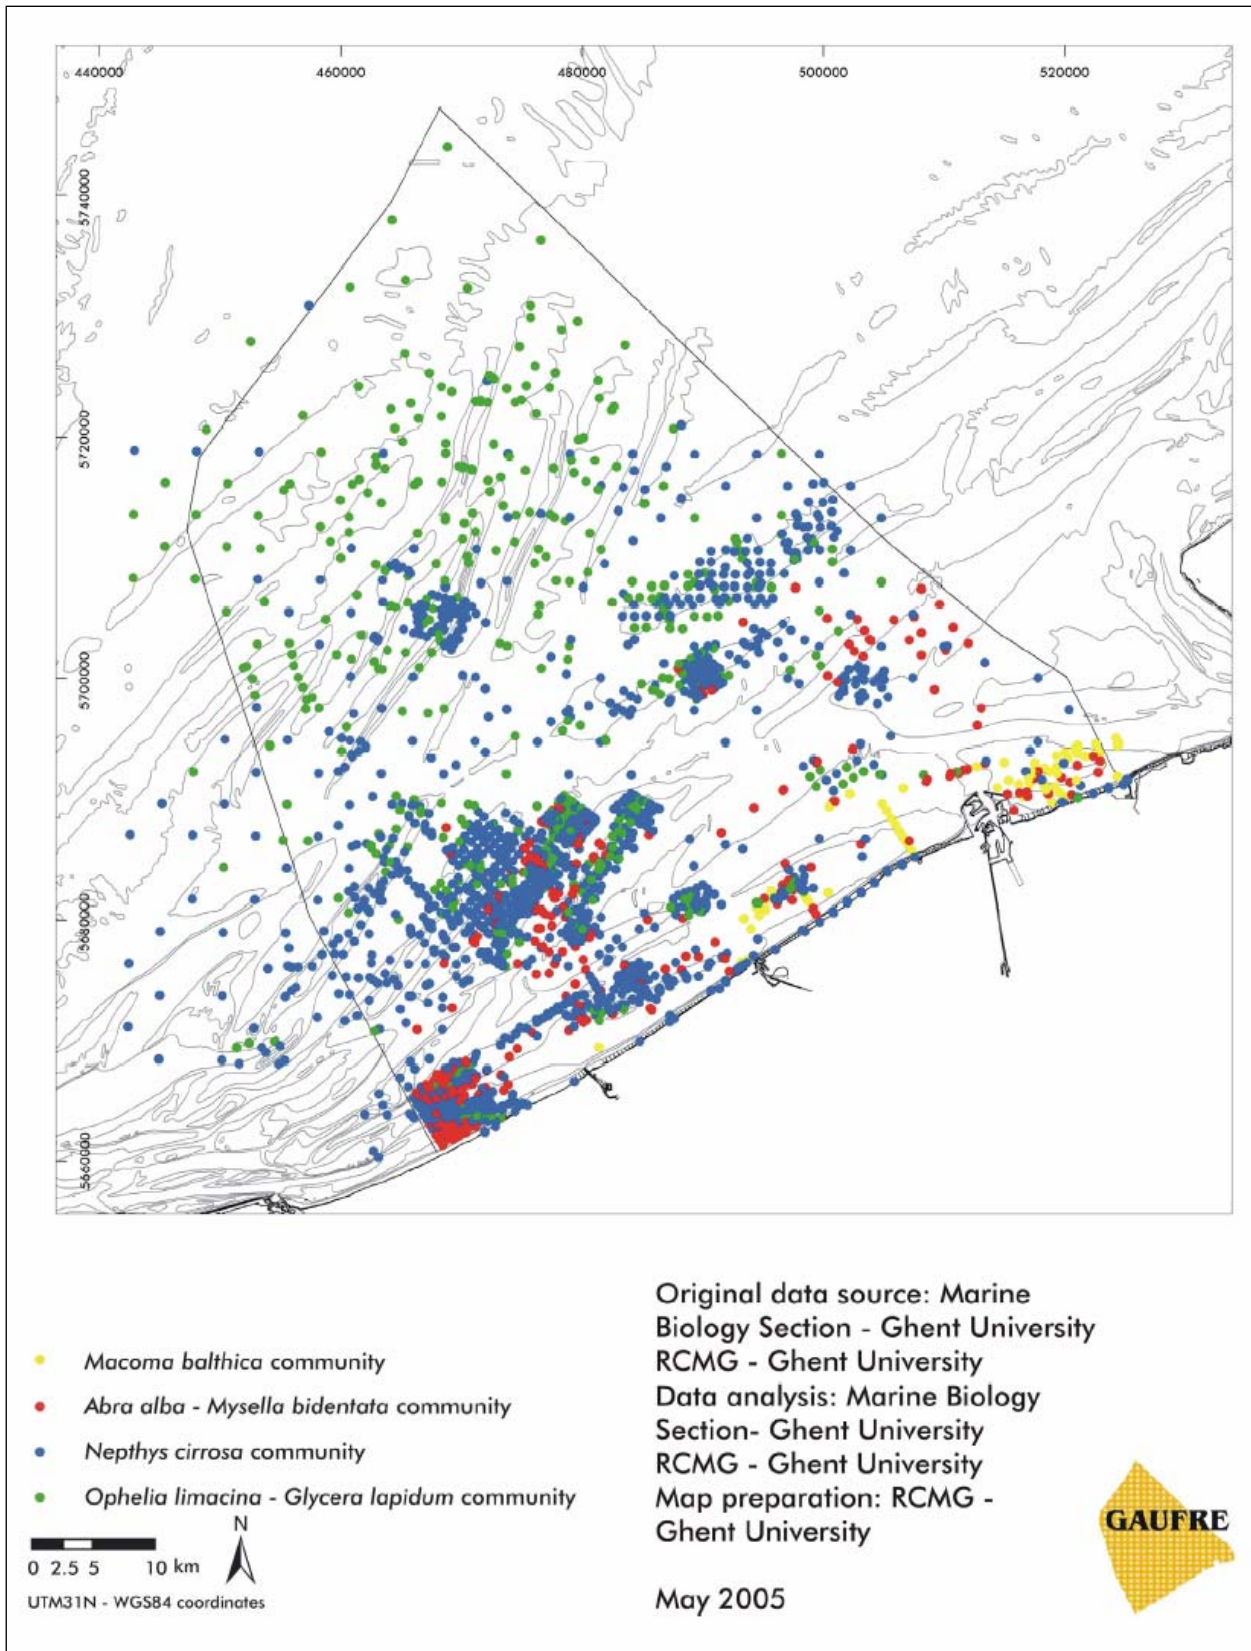 440000
460000
480000
500000
520000
5740000
5720000
5700000
5680000
5660000
Macoma balthica community
Abra alba - Mysella bidentata community
Nepthys cirrosa community
Ophelia limacina - Glycera lapidum community
N
0 2.5 5 10 km
UTM31N - WGS84 coordinates
Original data source: Marine
Biology Section - Ghent University
RCMG - Ghent University
Data analysis: Marine Biology
Section- Ghent University
RCMG - Ghent University
Map preparation: RCMG -
Ghent University
May 2005
GAUFRE